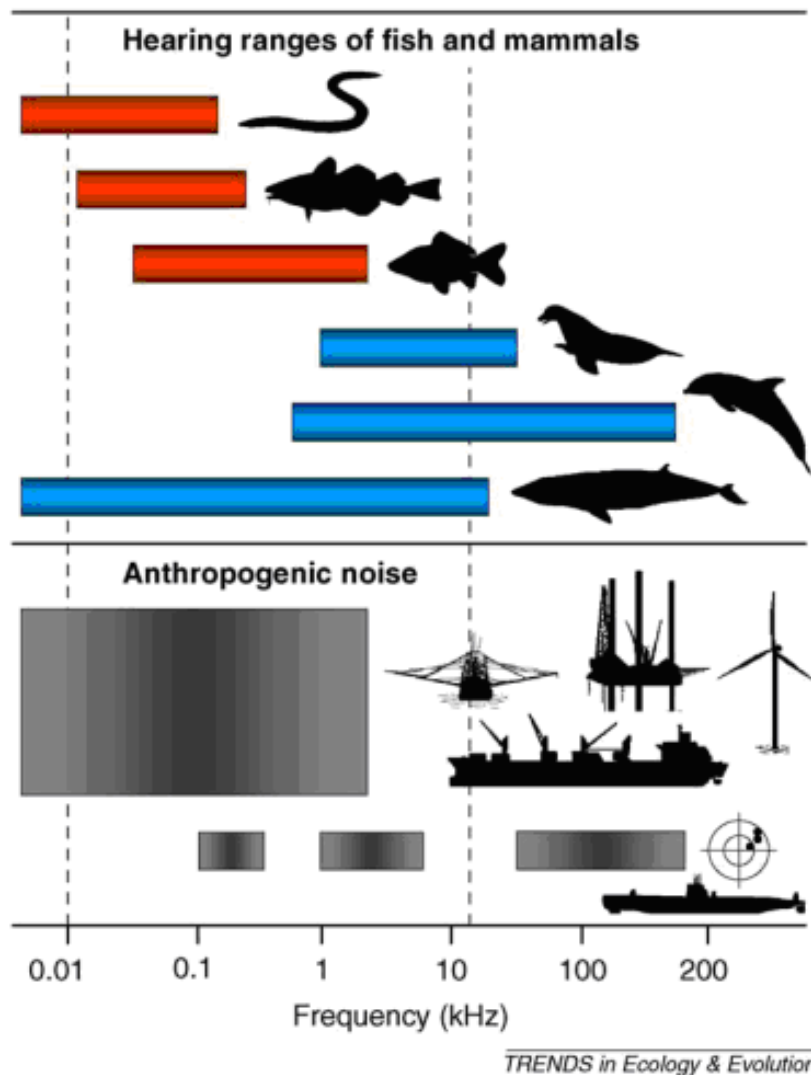 Hearing ranges of fish and mammals
Anthropogenic noise
0.01 0.1 1 10 100 200
Frequency (kHz)
TRENDS in Ecology & Evolution